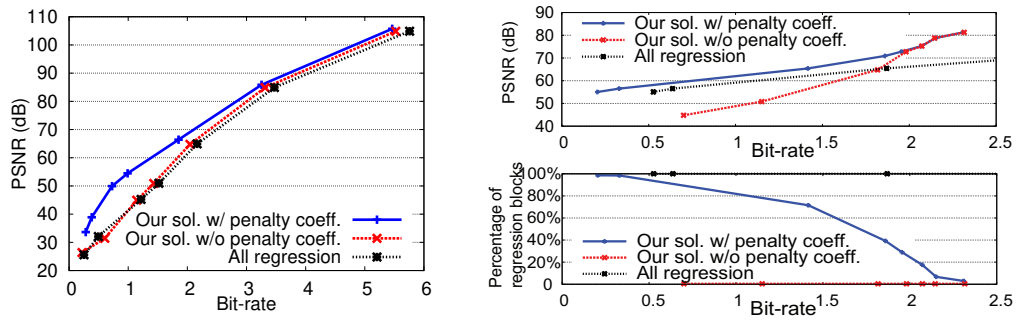 PSNR (dB)
110
100
90
80
70
60
50
40
30
20
Our sol. w/ penalty coeff.
Our sol. w/o penalty coeff.
All regression
0 1 2 3 4 5 6
Bit-rate
PSNR (dB)
90
80
70
60
50
40
Our sol. w/ penalty coeff.
Our sol. w/o penalty coeff.
All regression
0 0.5 1 1.5 2 2.5
Bit-rate
Percentage of
regression blocks
100%
80%
60%
40%
20%
0%
Our sol. w/ penalty coeff.
Our sol. w/o penalty coeff.
All regression
0 0.5 1 1.5 2 2.5
Bit-rate